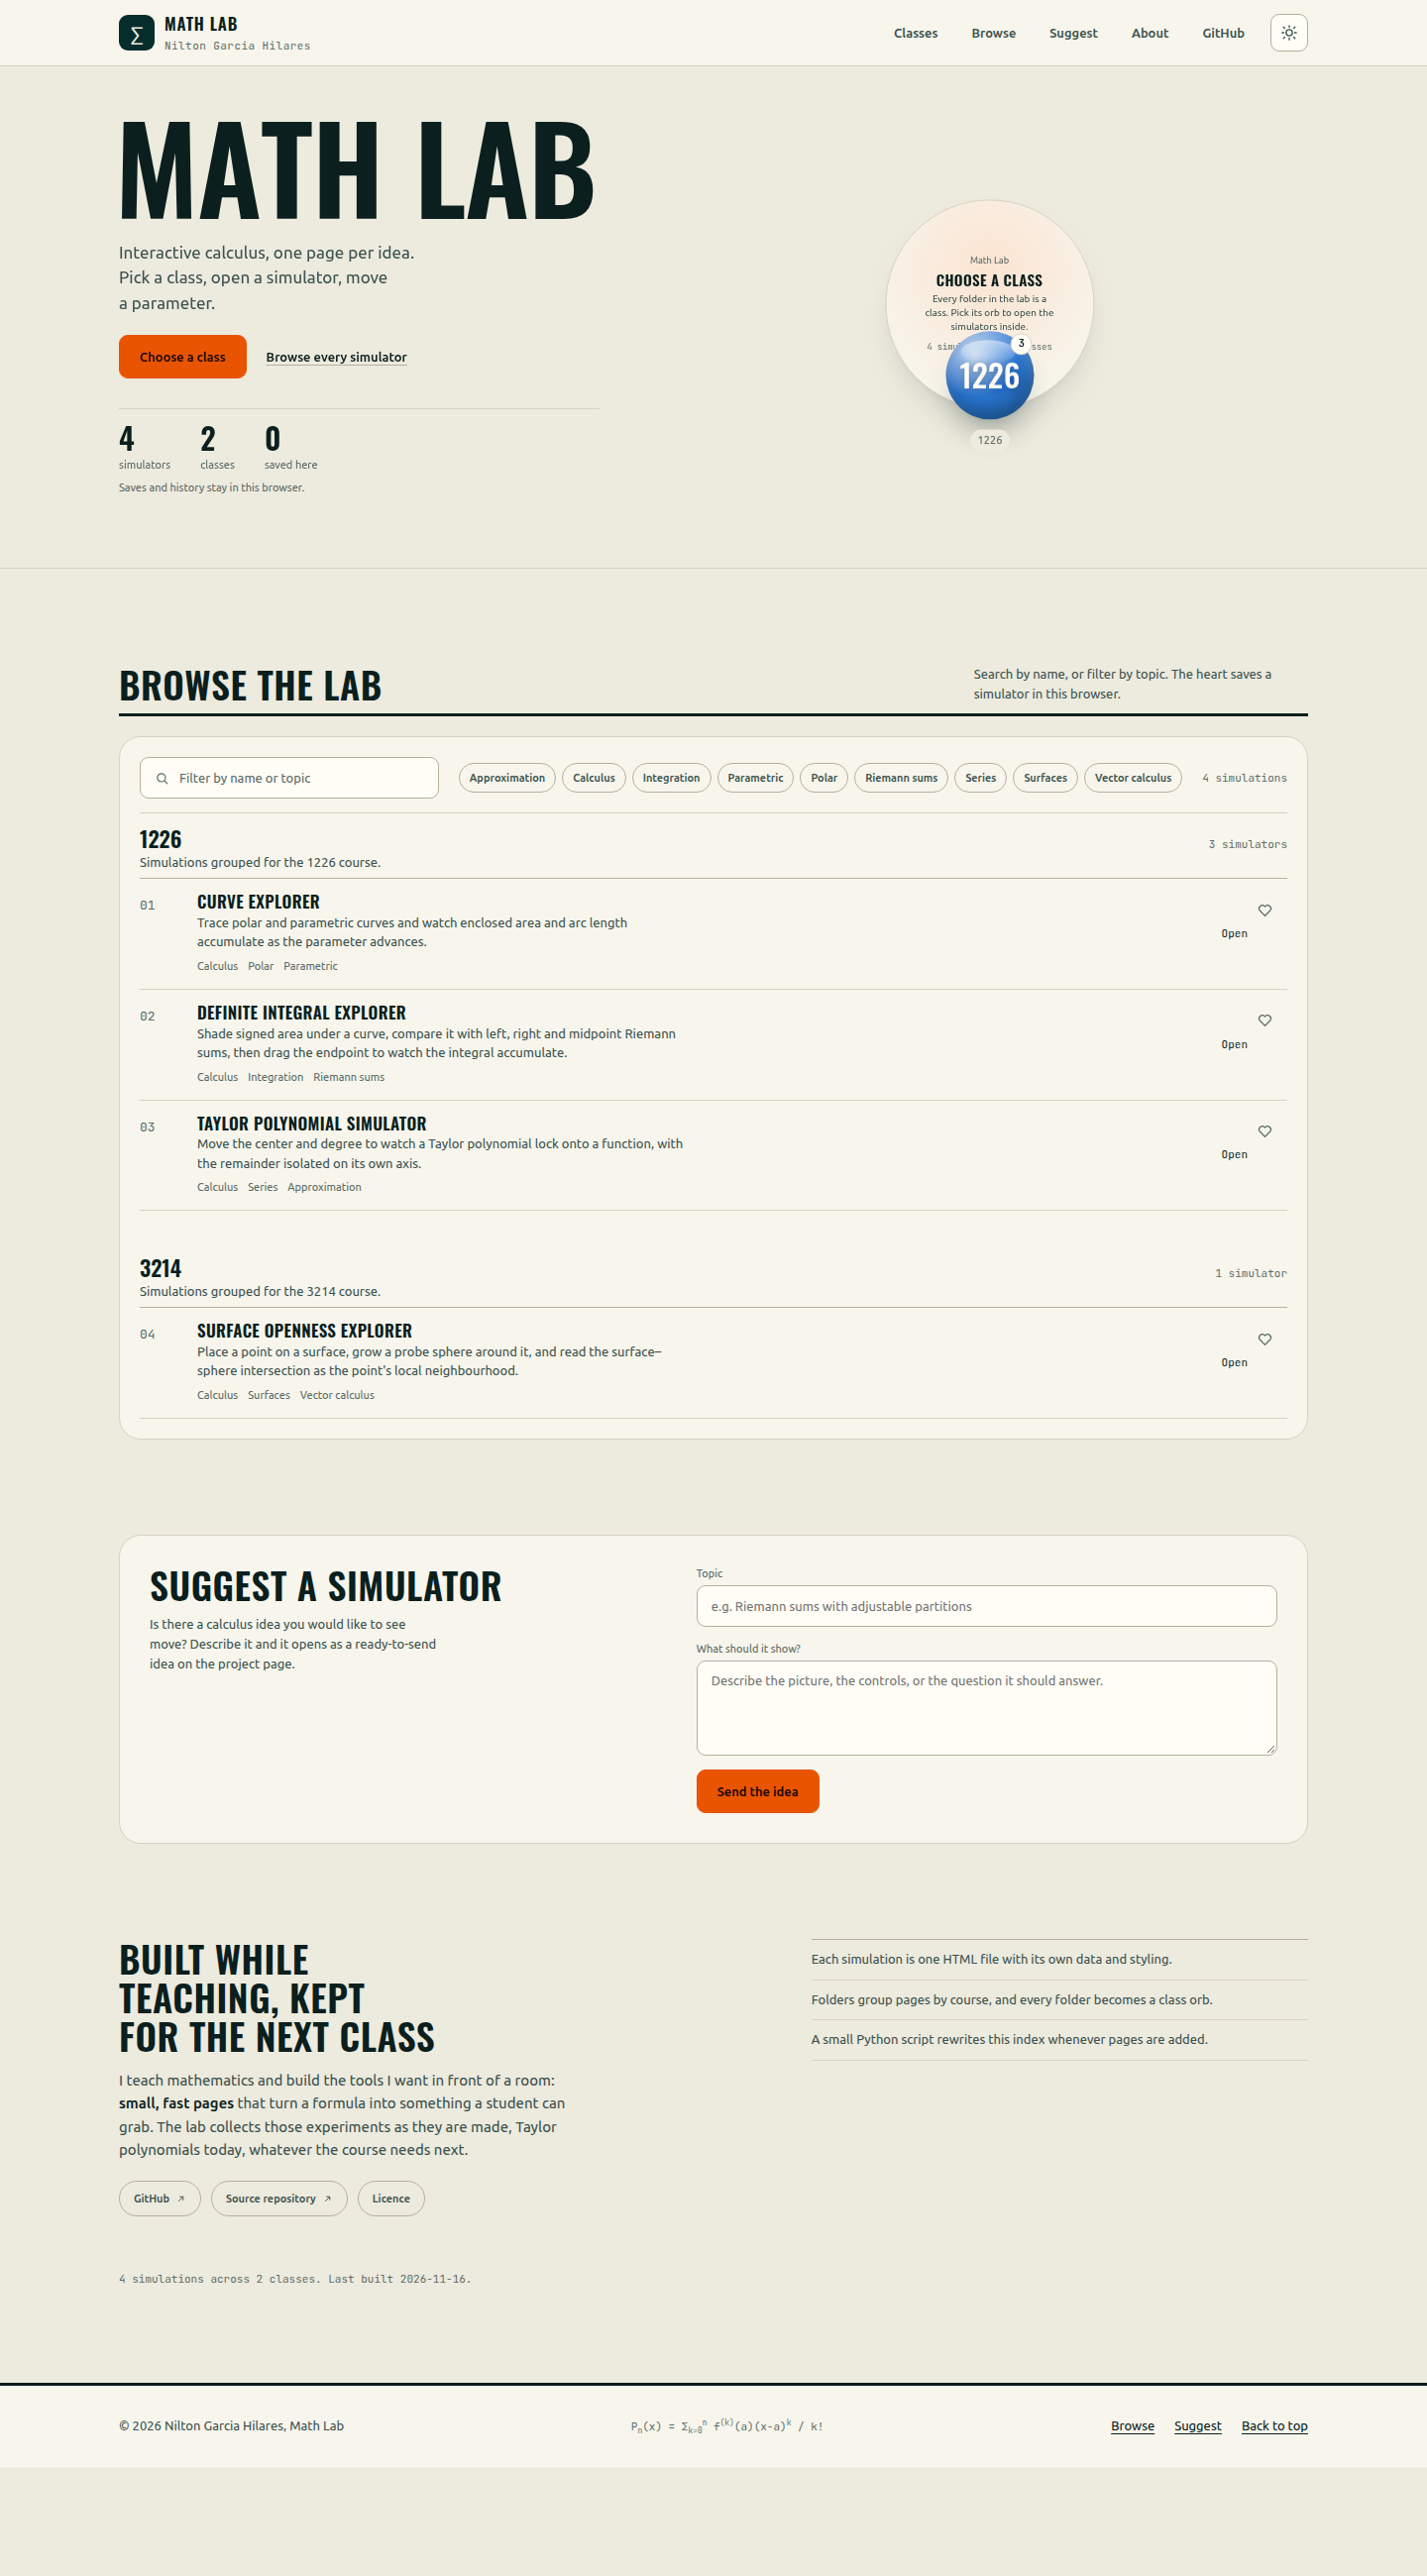 ∑
MATH LAB
Nilton Garcia Hilares
Classes
Browse
Suggest
About
GitHub
MATH LAB
Interactive calculus, one page per idea.
Pick a class, open a simulator, move
a parameter.
Choose a class
Browse every simulator
4
simulators
2
classes
0
saved here
Saves and history stay in this browser.
Math Lab
CHOOSE A CLASS
Every folder in the lab is a
class. Pick its orb to open the
simulators inside.
4
3
1226
1226
BROWSE THE LAB
Search by name, or filter by topic. The heart saves a
simulator in this browser.
Filter by name or topic
Approximation
Calculus
Integration
Parametric
Polar
Riemann sums
Series
Surfaces
Vector calculus
4 simulations
1226
Simulations grouped for the 1226 course.
3 simulators
01
CURVE EXPLORER
Trace polar and parametric curves and watch enclosed area and arc length
accumulate as the parameter advances.
Calculus Polar Parametric
Open
02
DEFINITE INTEGRAL EXPLORER
Shade signed area under a curve, compare it with left, right and midpoint Riemann
sums, then drag the endpoint to watch the integral accumulate.
Calculus Integration Riemann sums
Open
03
TAYLOR POLYNOMIAL SIMULATOR
Move the center and degree to watch a Taylor polynomial lock onto a function, with
the remainder isolated on its own axis.
Calculus Series Approximation
Open
3214
Simulations grouped for the 3214 course.
1 simulator
04
SURFACE OPENNESS EXPLORER
Place a point on a surface, grow a probe sphere around it, and read the surface–
sphere intersection as the point's local neighbourhood.
Calculus Surfaces Vector calculus
Open
SUGGEST A SIMULATOR
Is there a calculus idea you would like to see
move? Describe it and it opens as a ready-to-send
idea on the project page.
Topic
e.g. Riemann sums with adjustable partitions
What should it show?
Describe the picture, the controls, or the question it should answer.
Send the idea
BUILT WHILE
TEACHING, KEPT
FOR THE NEXT CLASS
I teach mathematics and build the tools I want in front of a room:
small, fast pages that turn a formula into something a student can
grab. The lab collects those experiments as they are made, Taylor
polynomials today, whatever the course needs next.
GitHub ↗
Source repository ↗
Licence
Each simulation is one HTML file with its own data and styling.
Folders group pages by course, and every folder becomes a class orb.
A small Python script rewrites this index whenever pages are added.
4 simulations across 2 classes. Last built 2026-11-16.
© 2026 Nilton Garcia Hilares, Math Lab
Pn(x) = Σk=0n f(k)(a)(x-a)k / k!
Browse
Suggest
Back to top